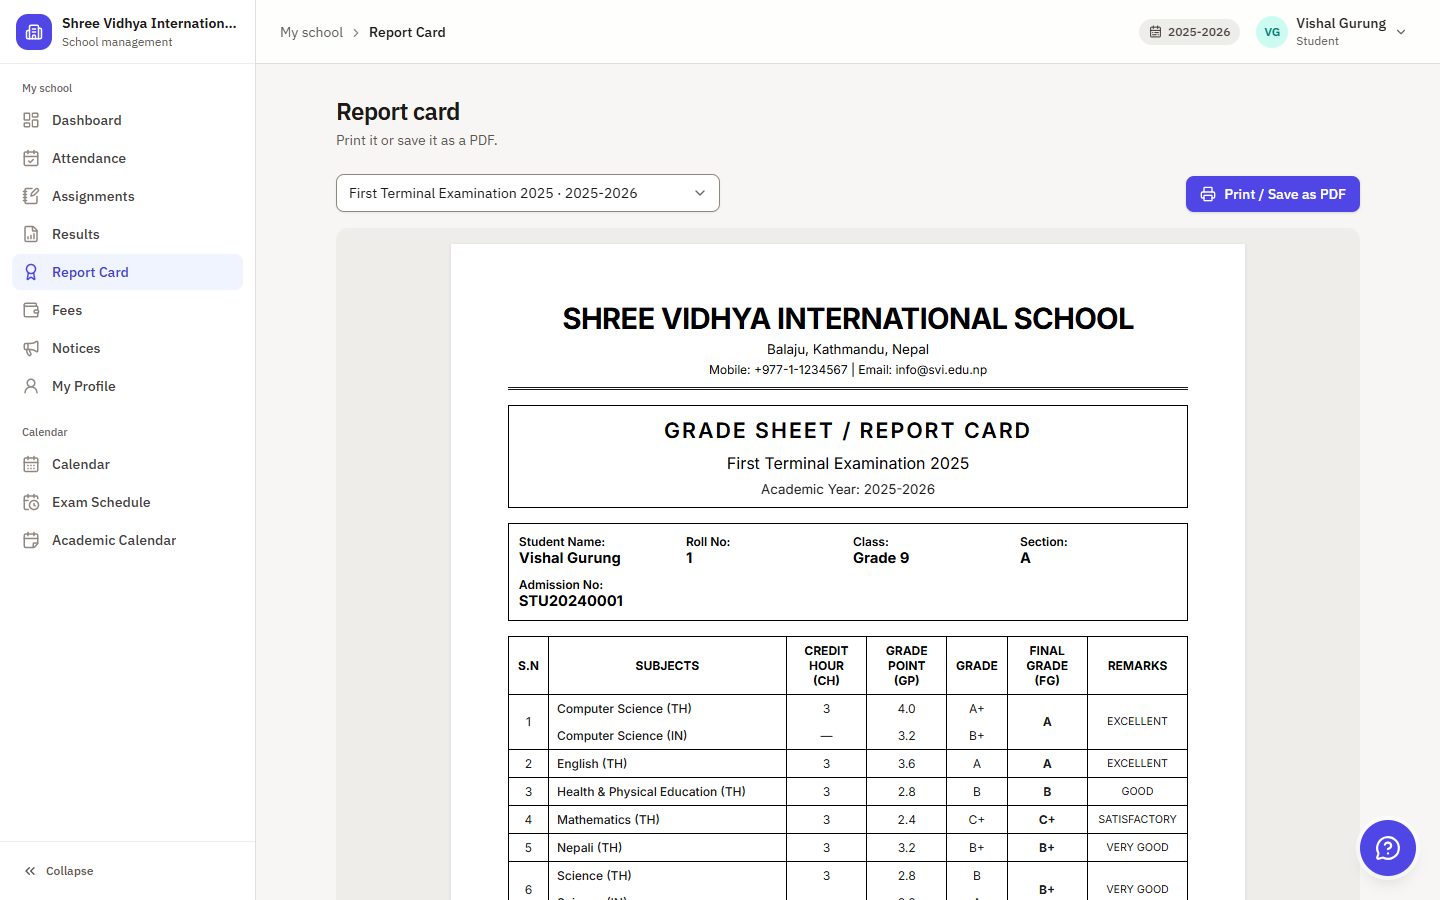 Shree Vidhya Internation...
School management
My school
Dashboard
Attendance
Assignments
Results
Report Card
Fees
Notices
My Profile
Calendar
Calendar
Exam Schedule
Academic Calendar
Collapse
My school > Report Card
2025-2026
VG
Vishal Gurung
Student
Report card
Print it or save it as a PDF.
First Terminal Examination 2025 · 2025-2026
Print / Save as PDF
SHREE VIDHYA INTERNATIONAL SCHOOL
Balaju, Kathmandu, Nepal
Mobile: +977-1-1234567 | Email: info@svi.edu.np
GRADE SHEET / REPORT CARD
First Terminal Examination 2025
Academic Year: 2025-2026
Student Name: Roll No: Class: Section:
Vishal Gurung 1 Grade 9 A
Admission No:
STU20240001
S.N SUBJECTS CREDIT HOUR (CH) GRADE POINT (GP) GRADE FINAL GRADE (FG) REMARKS
1 Computer Science (TH) 3 4.0 A+ A EXCELLENT
Computer Science (IN) — 3.2 B+
2 English (TH) 3 3.6 A A EXCELLENT
3 Health & Physical Education (TH) 3 2.8 B B GOOD
4 Mathematics (TH) 3 2.4 C+ C+ SATISFACTORY
5 Nepali (TH) 3 3.2 B+ B+ VERY GOOD
6 Science (TH) 3 2.8 B B+ VERY GOOD